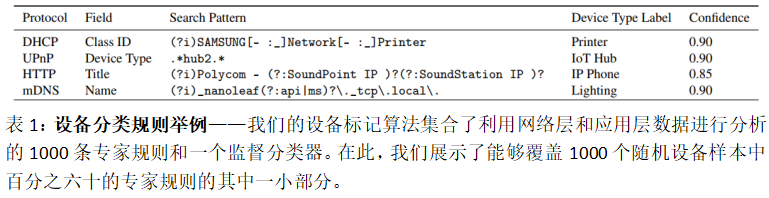 Protocol Field Search Pattern Device Type Label Confidence
DHCP Class ID (?i)SAMSUNG[- :_]Network[- :_]Printer Printer 0.90
UPnP Device Type .*hub2.* IoT Hub 0.90
HTTP Title (?i)Polycom - (?:SoundPoint IP )?(?:SoundStation IP )? IP Phone 0.85
mDNS Name (?i)_nanoleaf(?:api|ms)?\._tcp\.local\. Lighting 0.90
表 1：设备分类规则举例——我们的设备标记算法集合了利用网络层和应用层数据进行分析
的 1000 条专家规则和一个监督分类器。在此，我们展示了能够覆盖 1000 个随机设备样本中
百分之六十的专家规则的其中一小部分。